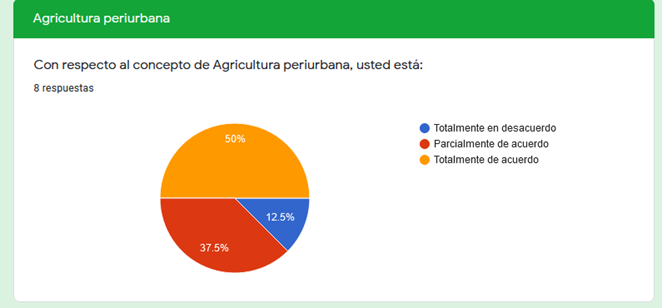 Agricultura periurbana
Con respecto al concepto de Agricultura periurbana, usted está:
8 respuestas
Totalmente en desacuerdo
Parcialmente de acuerdo
Totalmente de acuerdo
50%
12.5%
37.5%